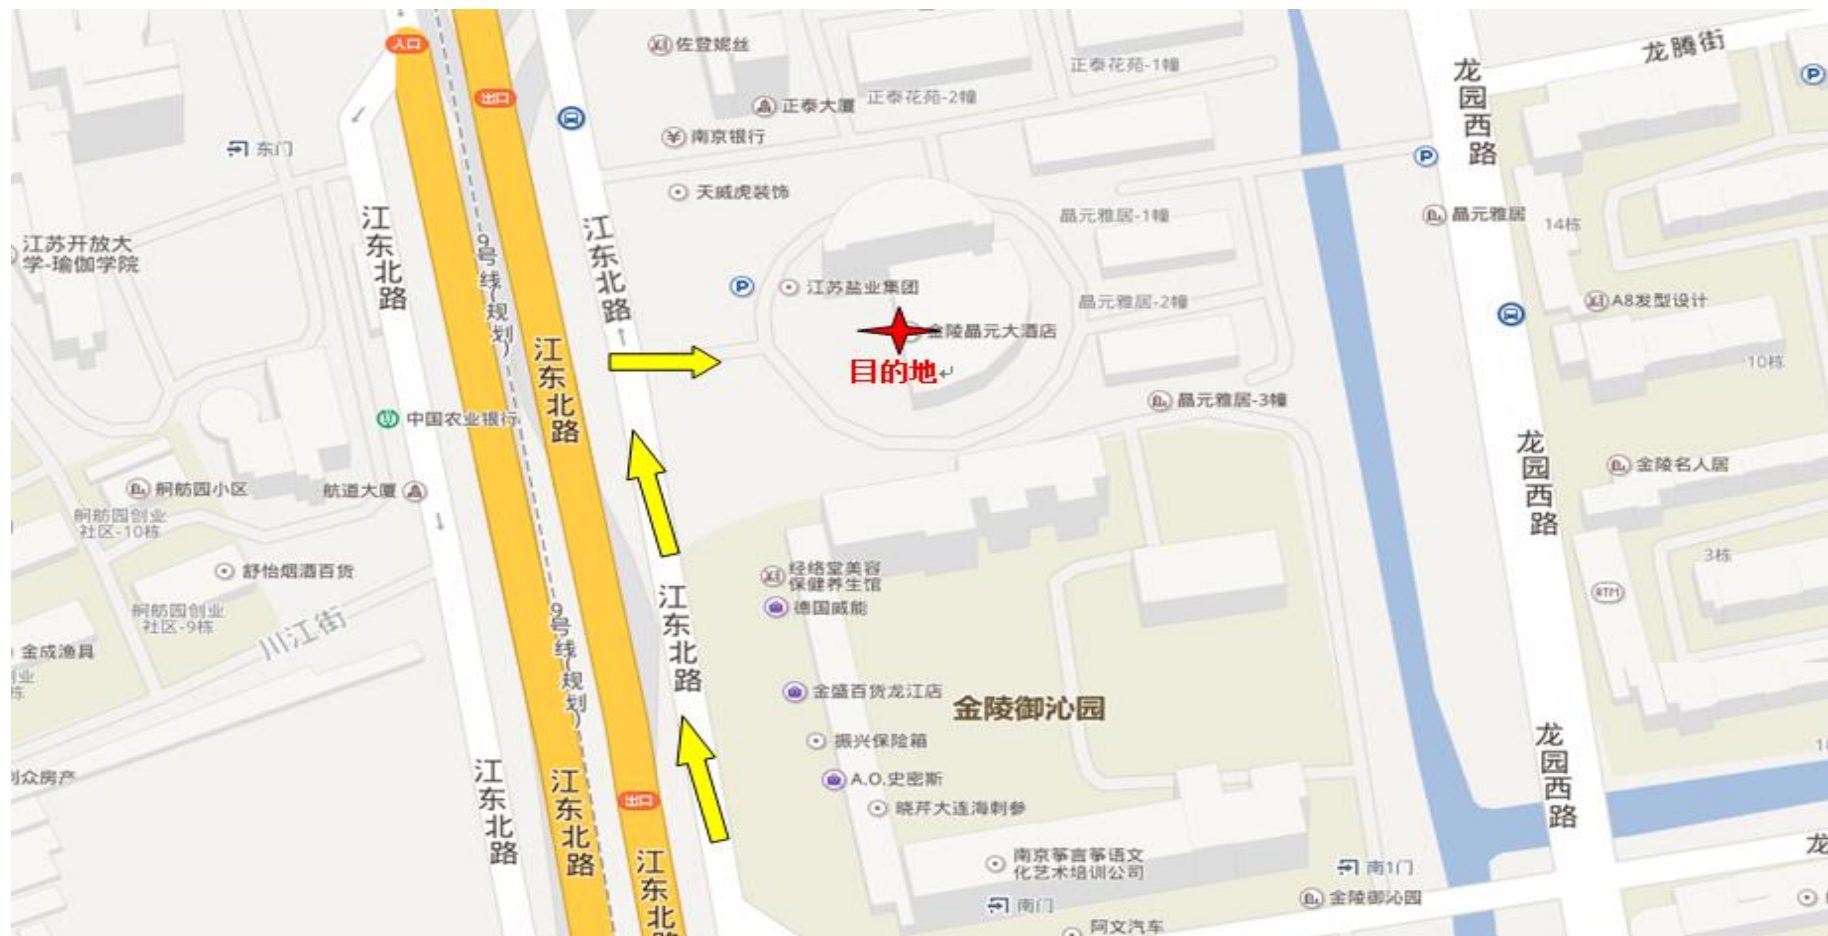 入口
出口
佐登妮丝
正泰花苑-1幢
正泰花苑-2幢
正泰大厦
龙腾街
P
龙园西路
南京银行
东门
P
天威虎装饰
江东北路
江东北路
晶元雅居-1幢
晶元雅居
14栋
江苏开放大
学-瑜伽学院
9号线(规划)
P
江苏盐业集团
晶元雅居-2幢
A8发型设计
金陵晶元大酒店
目的地
江东北路
10栋
晶元雅居-3幢
中国农业银行
龙园西路
金陵名人居
舸舫园小区
航道大厦
舸舫园创业
社区-10栋
3栋
经络堂美容
保健养生馆
舒怡烟酒百货
德国威能
ATM
江东北路
舸舫园创业
社区-9栋
川江街
9号线(规划)
金成渔具
金盛百货龙江店
金陵御沁园
振兴保险箱
龙园西路
江东北路
江东北路
A.O.史密斯
出口
晓芹大连海刺参
江东北路
南京筝言筝语文
化艺术培训公司
南1门
南门
金陵御沁园
阿文汽车
龙